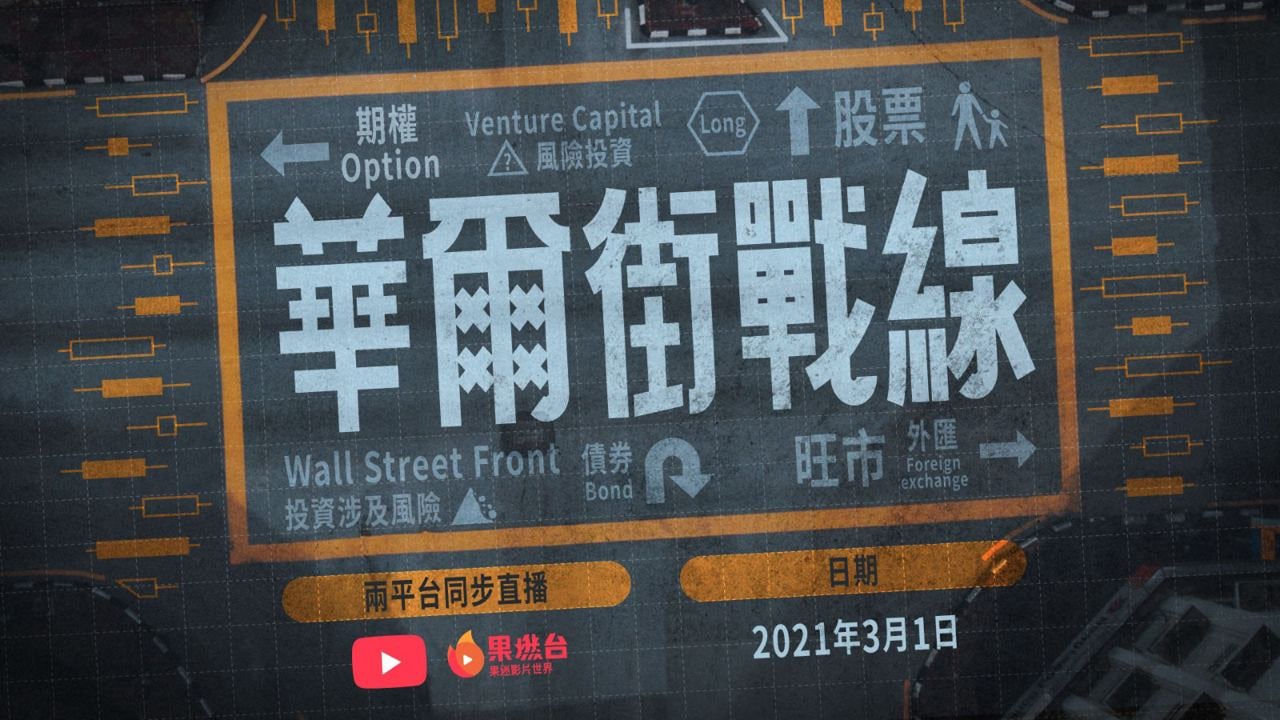 期權
Option
Venture Capital
風險投資
Long
股票
華爾街戰線
Wall Street Front
投資涉及風險
債券
Bond
旺市
外匯
Foreign
exchange
兩平台同步直播
日期
果燃台
果迷影片世界
2021年3月1日